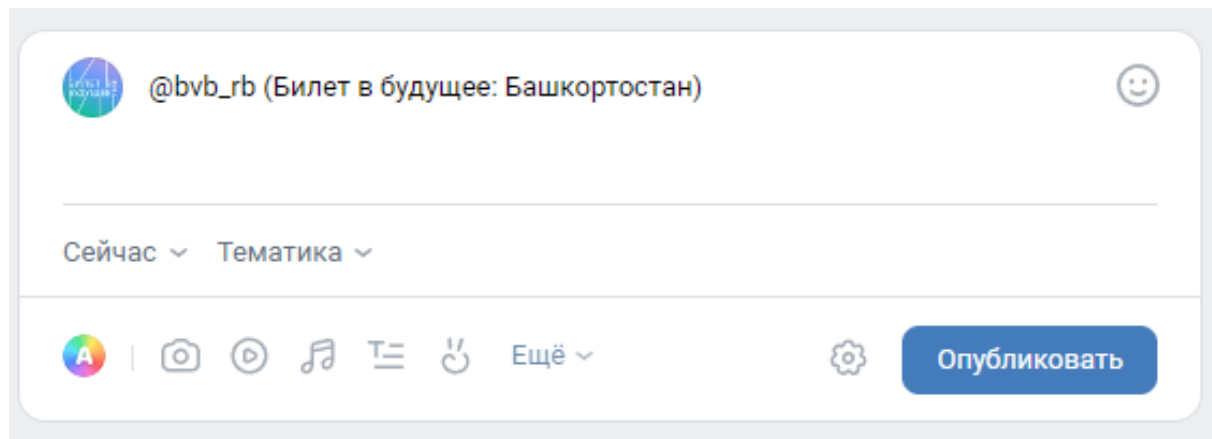 @bvb_rb (Билет в будущее: Башкортостан)
Сейчас Тематика
A
Ещё
Опубликовать